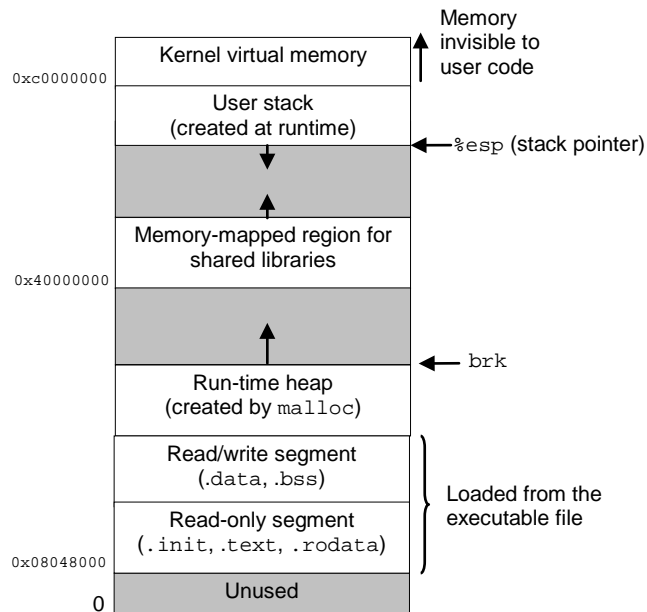 Memory
invisible to
user code
Kernel virtual memory
0xc0000000
User stack
(created at runtime)
%esp (stack pointer)
Memory-mapped region for
shared libraries
0x40000000
brk
Run-time heap
(created by malloc)
Read/write segment
(.data, .bss)
Loaded from the
executable file
Read-only segment
(.init, .text, .rodata)
0x08048000
Unused
0